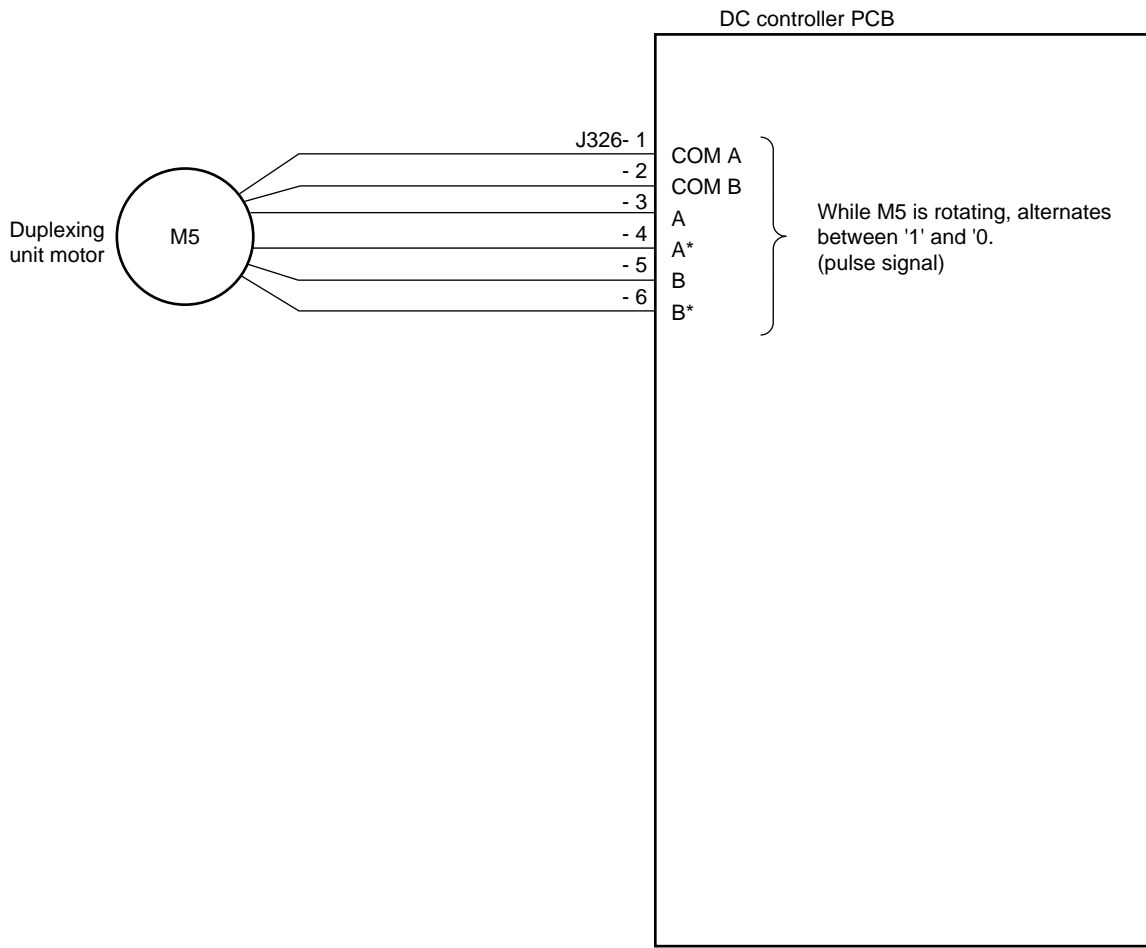 DC controller PCB
J326- 1
- 2
- 3
- 4
- 5
- 6
COM A
COM B
A
A*
B
B*
While M5 is rotating, alternates
between '1' and '0.
(pulse signal)
Duplexing
unit motor
M5